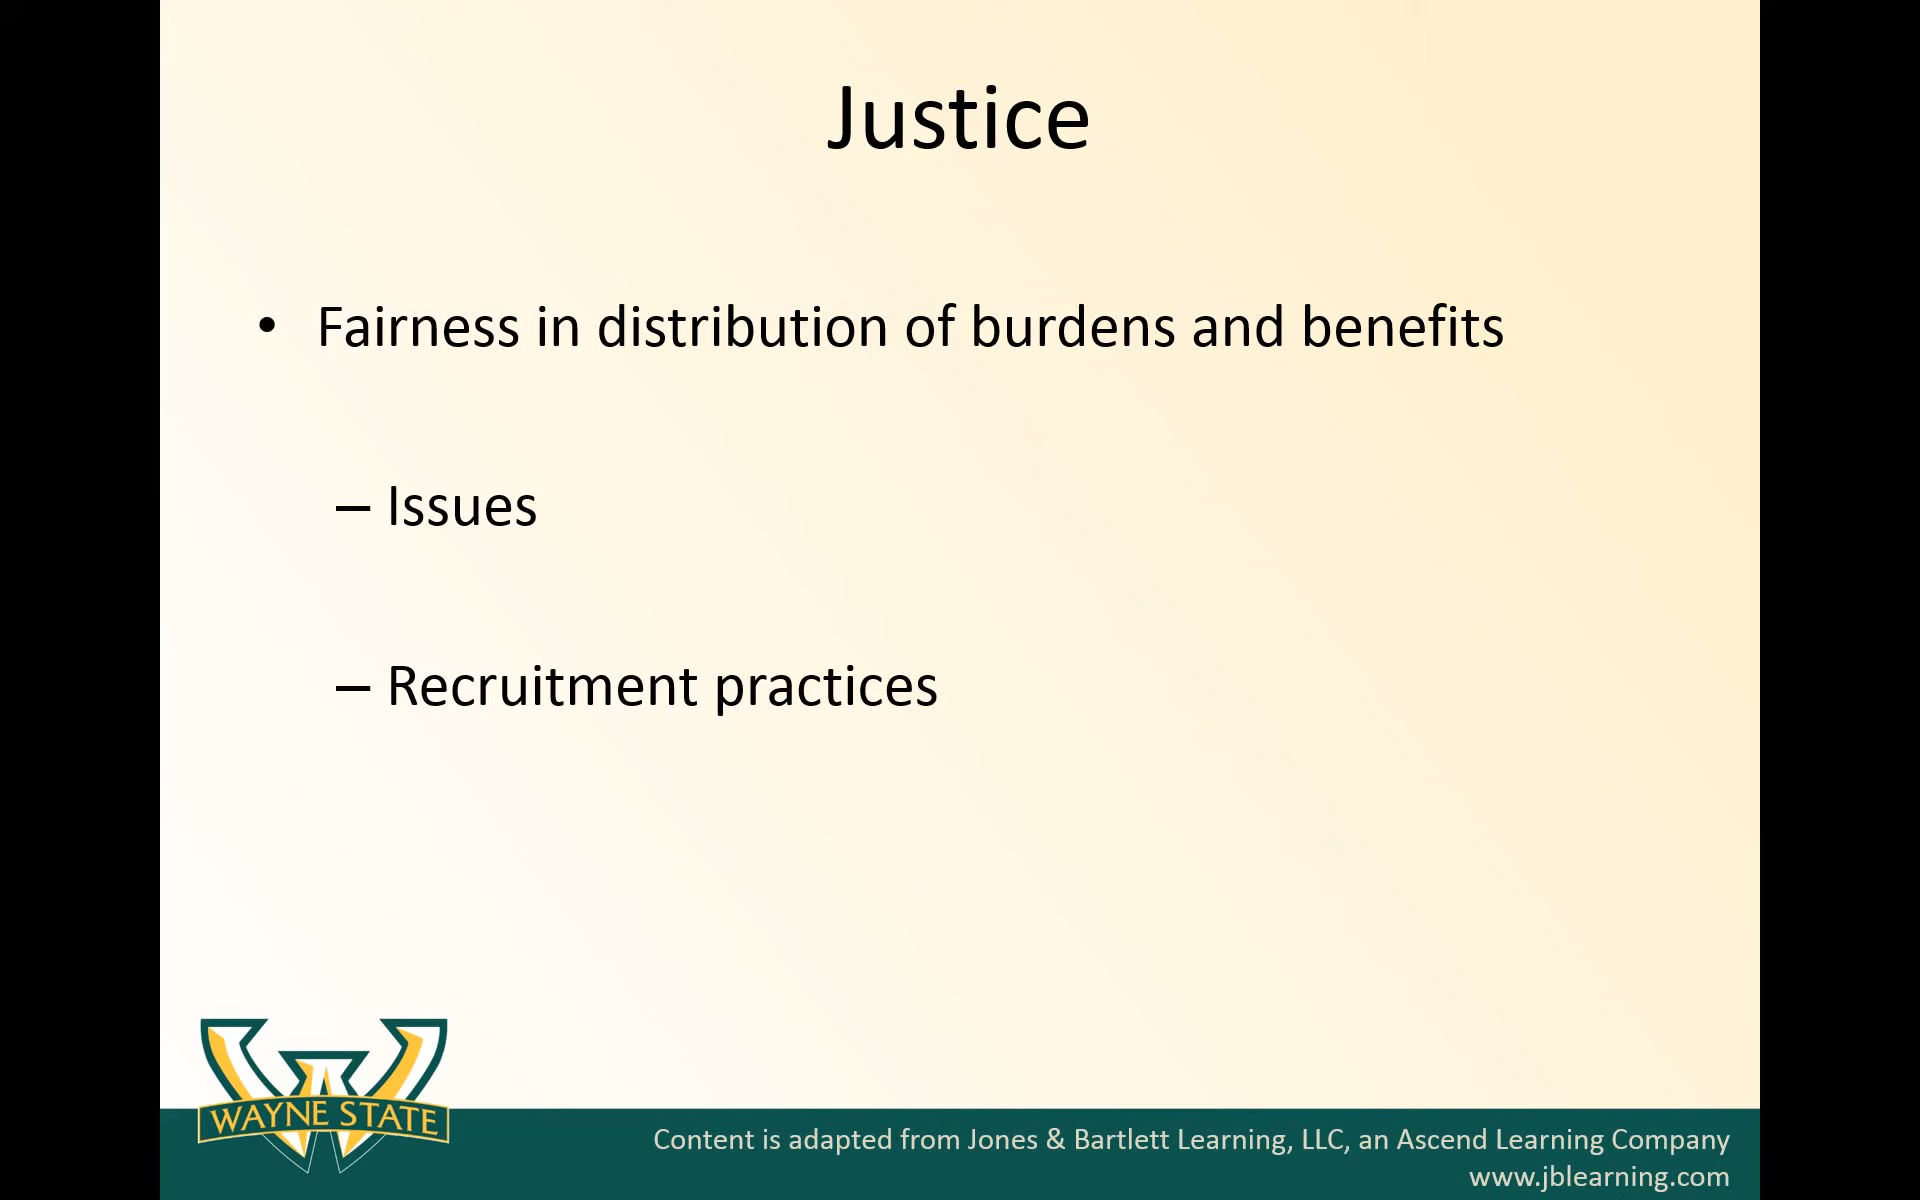 Justice
• Fairness in distribution of burdens and benefits
– Issues
– Recruitment practices
WAYNE STATE
Content is adapted from Jones & Bartlett Learning, LLC, an Ascend Learning Company
www.jblearning.com